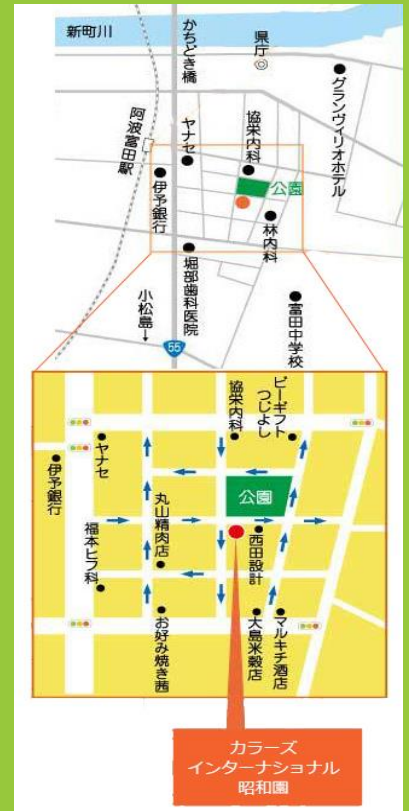 新町川
かちどき橋
県庁
グランヴィリオホテル
阿波富田駅
ヤナセ
協栄内科
公園
伊予銀行
林内科
堀部歯科医院
小松島
↓
55
富田中学校
協栄内科
ビーギフト
つじよし
ヤナセ
伊予銀行
公園
丸山精肉店
福本ヒフ科
西田設計
お好み焼き茜
大島米穀店
マルキチ酒店
カラーズ
インターナショナル
昭和園